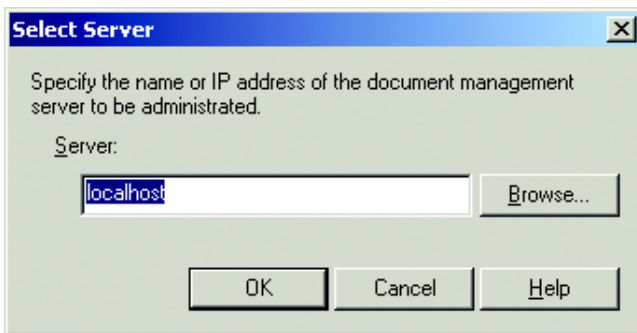 Select Server
Specify the name or IP address of the document management
server to be administrated.
Server:
localhost
Browse...
OK
Cancel
Help